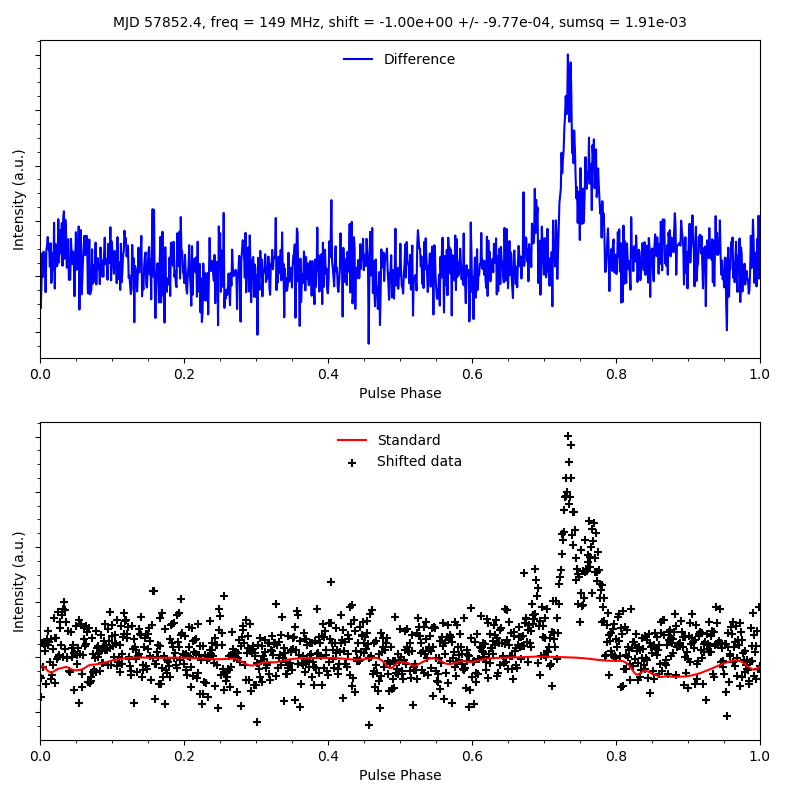 MJD 57852.4, freq = 149 MHz, shift = -1.00e+00 +/- -9.77e-04, sumsq = 1.91e-03
Difference
Intensity (a.u.)
0.0 0.2 0.4 0.6 0.8 1.0
Pulse Phase
Standard
Shifted data
Intensity (a.u.)
0.0 0.2 0.4 0.6 0.8 1.0
Pulse Phase